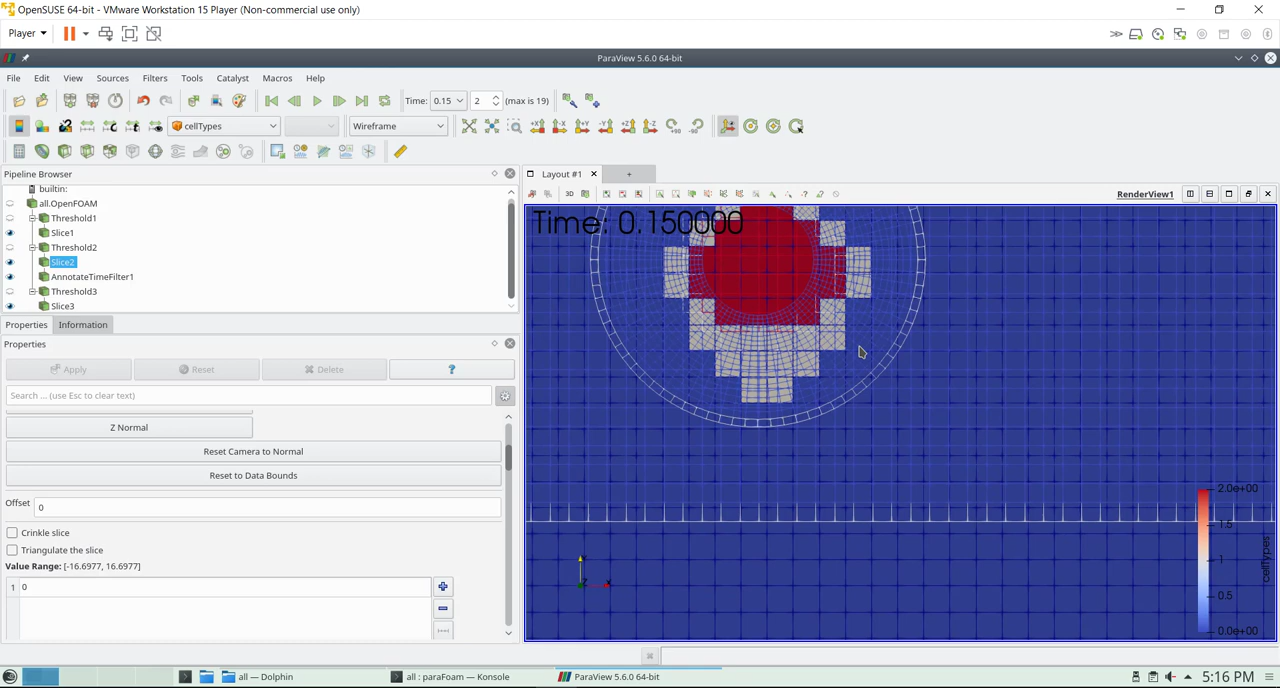 OpenSUSE 64-bit - VMware Workstation 15 Player (Non-commercial use only)
Player
ParaView 5.6.0 64-bit
File Edit View Sources Filters Tools Catalyst Macros Help
Time: 0.15 2 (max is 19)
cellTypes Wireframe
+X -X +Y -Y +Z -Z +90 -90
Pipeline Browser
Layout #1
+
builtin:
3D
RenderView1
all.OpenFOAM
Threshold1
Slice1
Threshold2
Slice2
AnnotateTimeFilter1
Threshold3
Slice3
Time: 0.150000
Properties Information
Properties
Apply Reset Delete ?
Search ... (use Esc to clear text)
Z Normal
Reset Camera to Normal
Reset to Data Bounds
Offset 0
Crinkle slice
Triangulate the slice
Value Range: [-16.6977, 16.6977]
1 0
Y
Z X
2.0e+00
1.5
1
0.5
0.0e+00
cellTypes
all — Dolphin
all : paraFoam — Konsole
ParaView 5.6.0 64-bit
5:16 PM